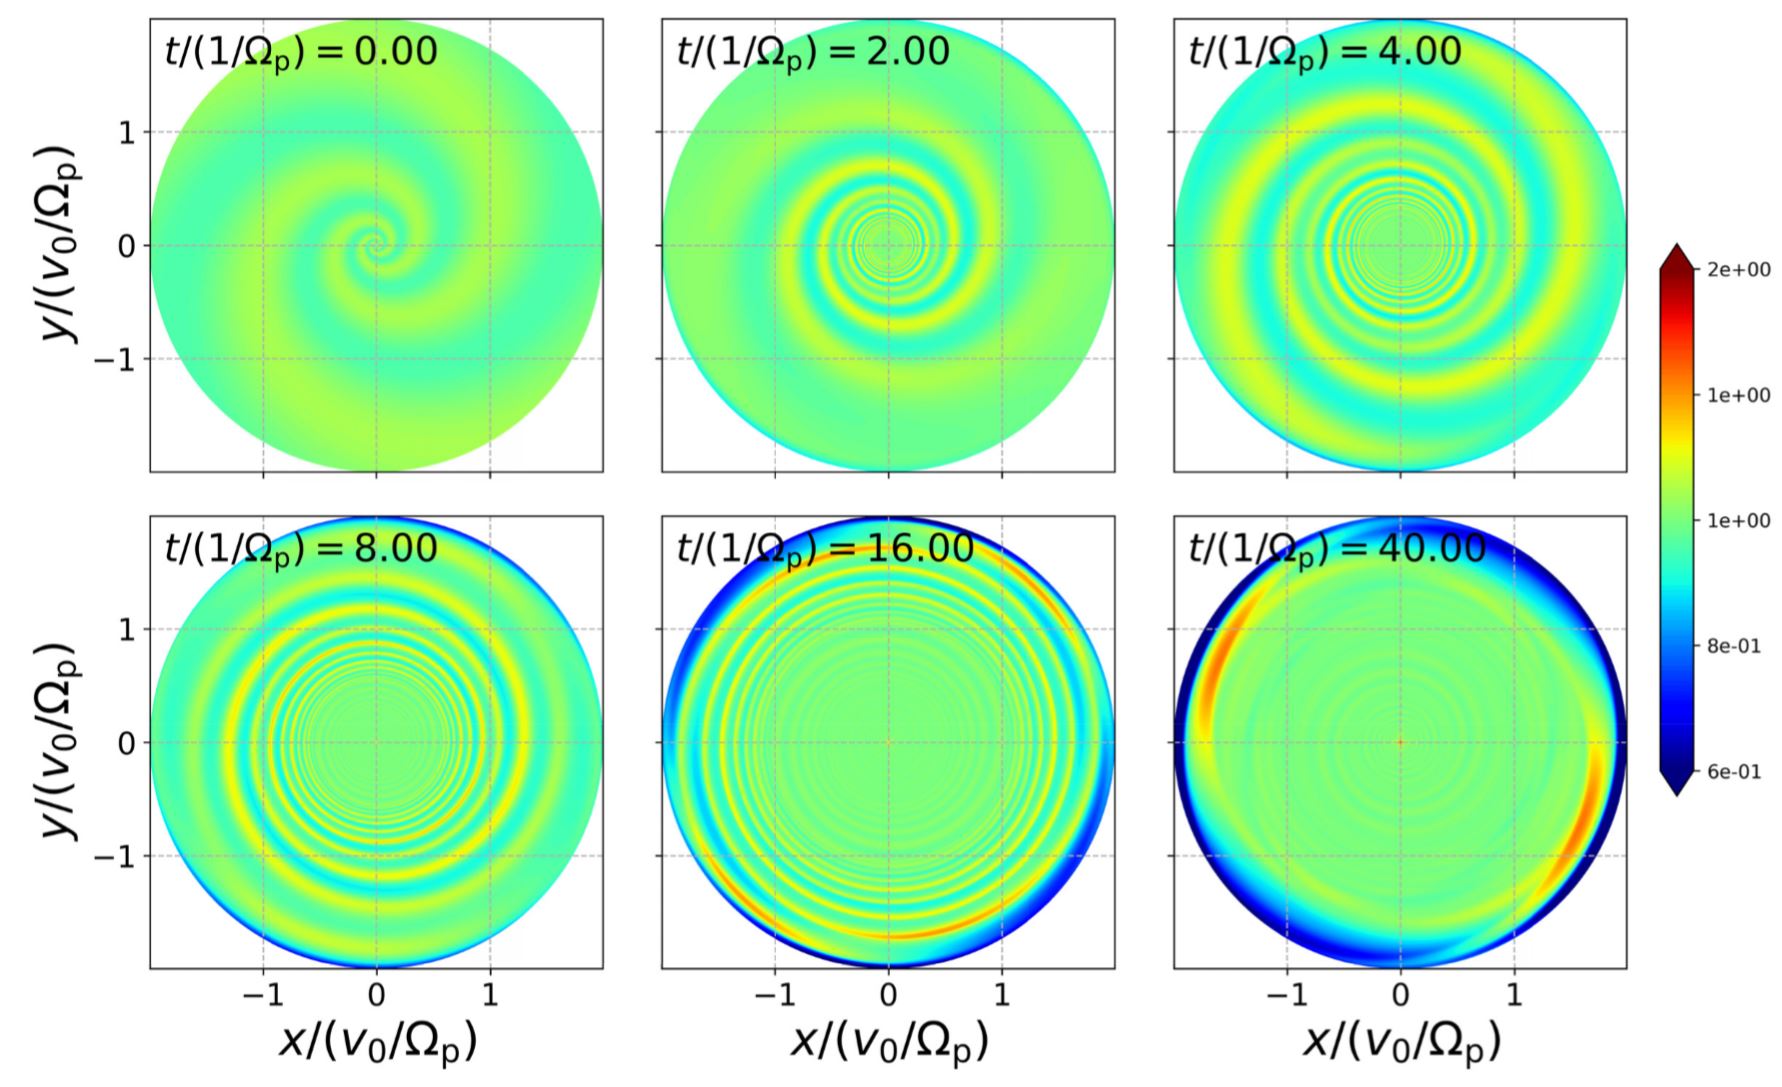 t/(1/Ωp) = 0.00
t/(1/Ωp) = 2.00
t/(1/Ωp) = 4.00
y/(v0/Ωp)
1
0
−1
2e+00
1e+00
1e+00
8e-01
6e-01
t/(1/Ωp) = 8.00
t/(1/Ωp) = 16.00
t/(1/Ωp) = 40.00
y/(v0/Ωp)
1
0
−1
−1 0 1
−1 0 1
−1 0 1
x/(v0/Ωp)
x/(v0/Ωp)
x/(v0/Ωp)